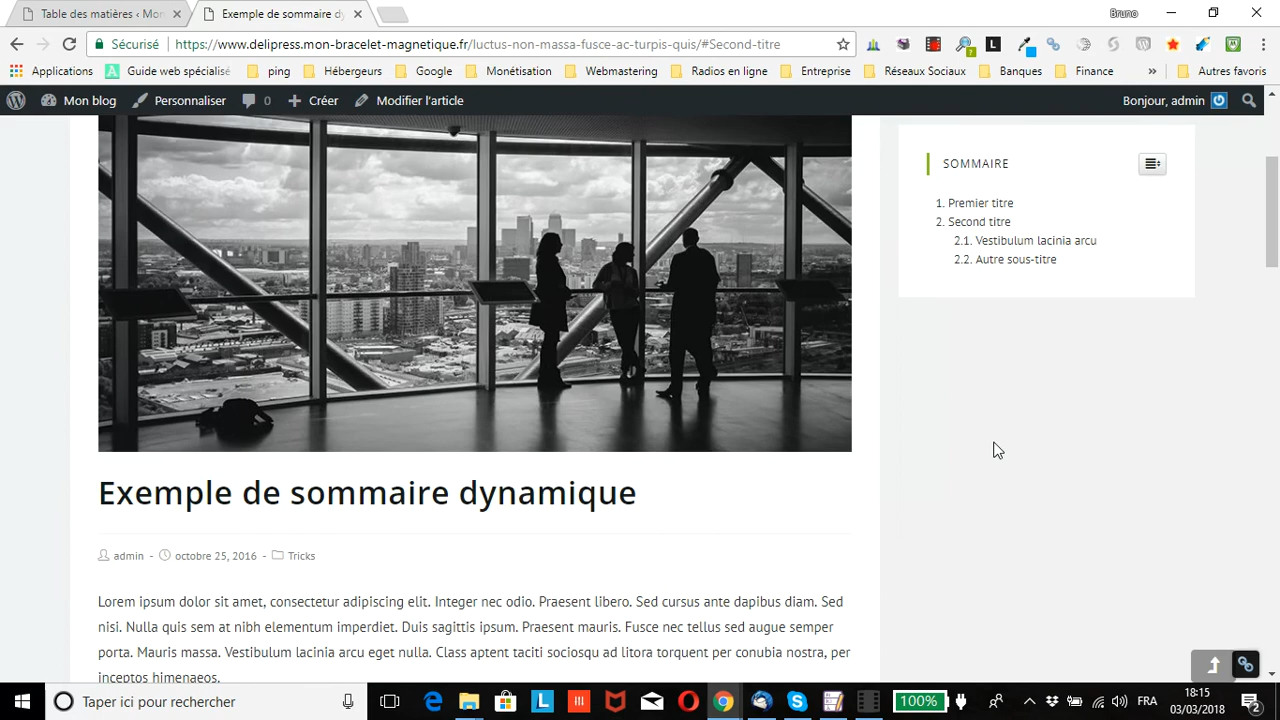 Table des matières ‹ Mon
Exemple de sommaire dy
Bruno
Sécurisé
https://www.delipress.mon-bracelet-magnetique.fr/luctus-non-massa-fusce-ac-turpis-quis/#Second-titre
Applications
Guide web spécialisé
ping
Hébergeurs
Google
Monétisation
Webmastering
Radios en ligne
Entreprise
Réseaux Sociaux
Banques
Finance
»
Autres favoris
Mon blog
Personnaliser
0
Créer
Modifier l'article
Bonjour, admin
SOMMAIRE
1. Premier titre
2. Second titre
2.1. Vestibulum lacinia arcu
2.2. Autre sous-titre
Exemple de sommaire dynamique
admin - octobre 25, 2016 - Tricks
Lorem ipsum dolor sit amet, consectetur adipiscing elit. Integer nec odio. Praesent libero. Sed cursus ante dapibus diam. Sed
nisi. Nulla quis sem at nibh elementum imperdiet. Duis sagittis ipsum. Praesent mauris. Fusce nec tellus sed augue semper
porta. Mauris massa. Vestibulum lacinia arcu eget nulla. Class aptent taciti sociosqu ad litora torquent per conubia nostra, per
inceptos himenaeos.
Taper ici pour rechercher
100%
FRA
18:15
03/03/2018
2